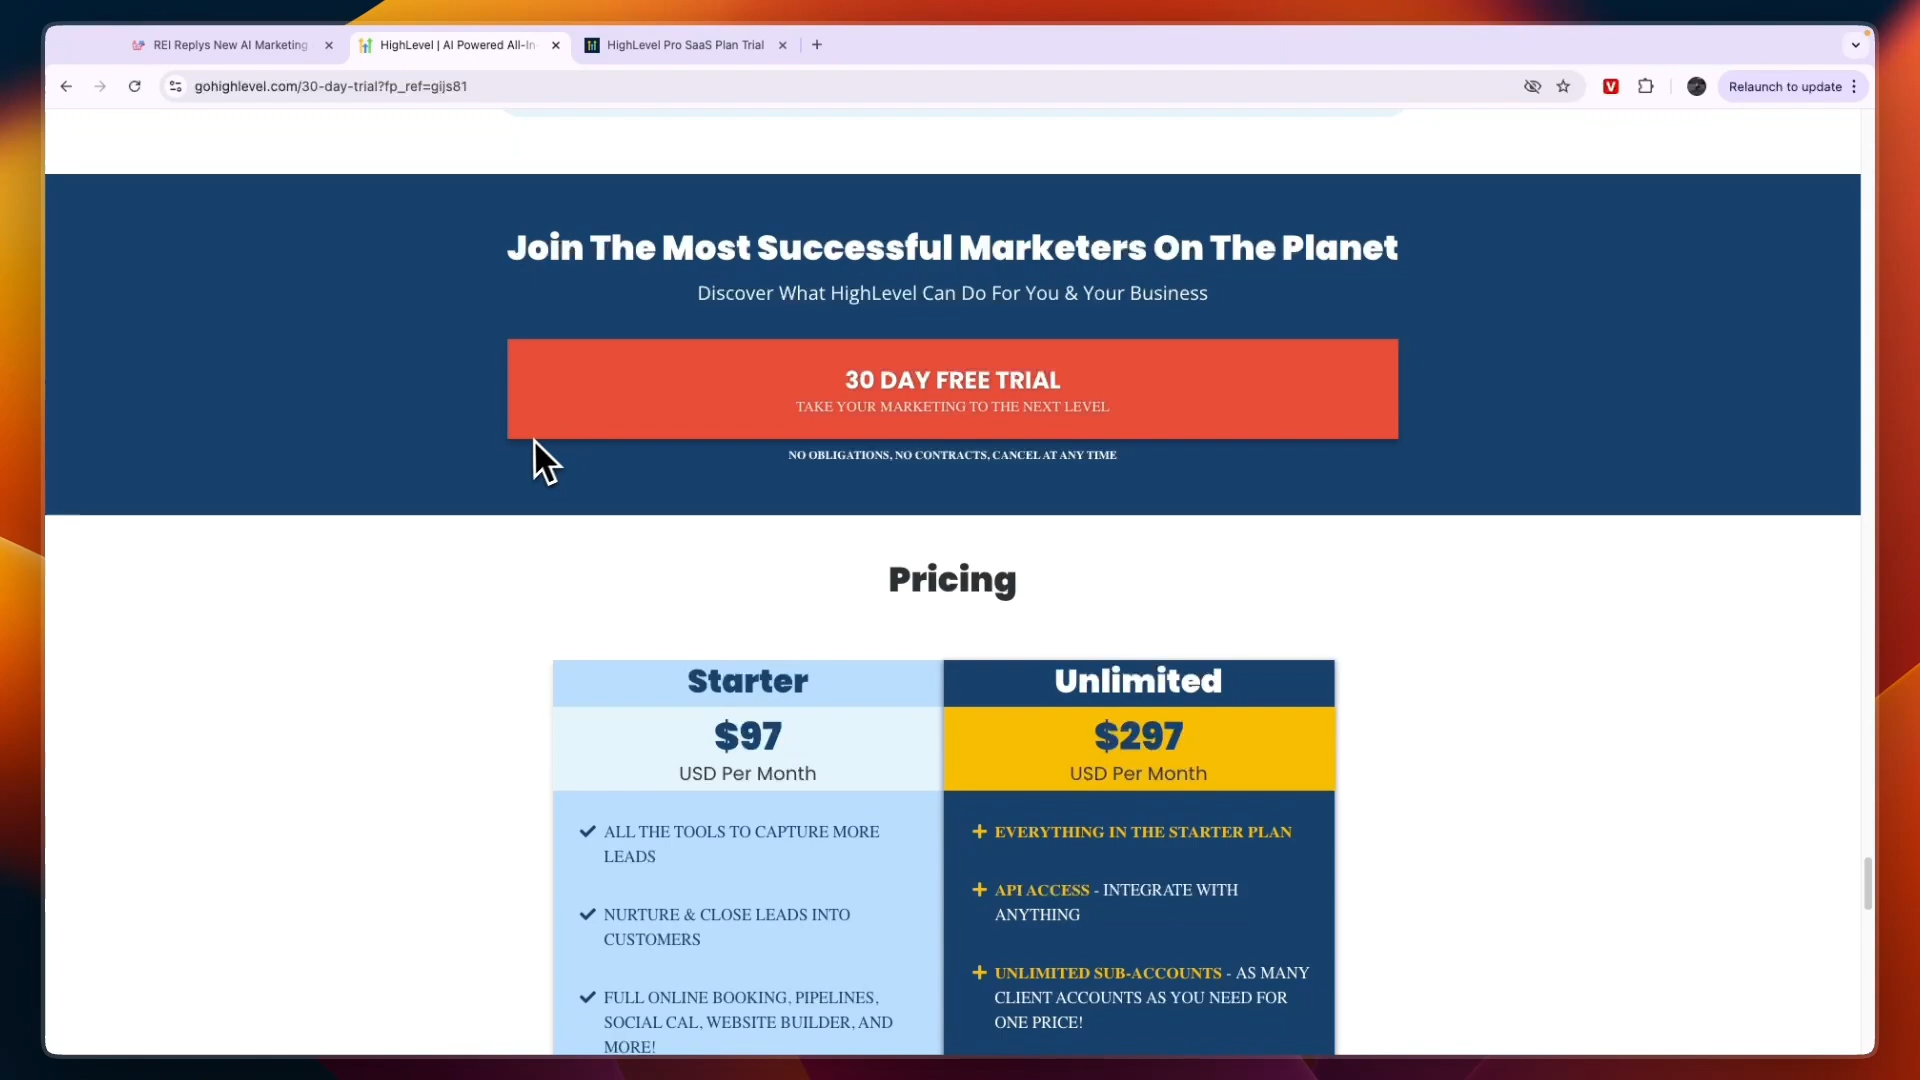 REI Replys New AI Marketing
HighLevel | AI Powered All-In-
HighLevel Pro SaaS Plan Trial
gohighlevel.com/30-day-trial?fp_ref=gijs81
V
Relaunch to update
Join The Most Successful Marketers On The Planet
Discover What HighLevel Can Do For You & Your Business
30 DAY FREE TRIAL
TAKE YOUR MARKETING TO THE NEXT LEVEL
NO OBLIGATIONS, NO CONTRACTS, CANCEL AT ANY TIME
Pricing
Starter
$97
USD Per Month
ALL THE TOOLS TO CAPTURE MORE
LEADS
NURTURE & CLOSE LEADS INTO
CUSTOMERS
FULL ONLINE BOOKING, PIPELINES,
SOCIAL CAL, WEBSITE BUILDER, AND
MORE!
Unlimited
$297
USD Per Month
EVERYTHING IN THE STARTER PLAN
API ACCESS - INTEGRATE WITH
ANYTHING
UNLIMITED SUB-ACCOUNTS - AS MANY
CLIENT ACCOUNTS AS YOU NEED FOR
ONE PRICE!